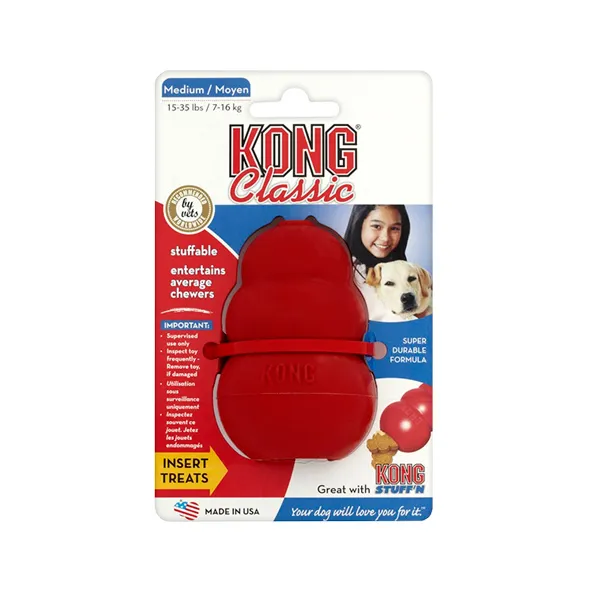 Medium / Moyen
15-35 lbs / 7-16 kg
KONG®
Classic
RECOMMENDED
by
vets
WORLDWIDE
stuffable
entertains
average
chewers
IMPORTANT:
• Supervised
use only
• Inspect toy
frequently -
Remove toy,
if damaged
• Utilisation
sous
surveillance
uniquement
• Inspectez
souvent ce
jouet. Jetez
les jouets
endommagés
SUPER
DURABLE
FORMULA
KONG
INSERT
TREATS
Great with KONG
STUFF'N
MADE IN USA
Your dog will love you for it.™